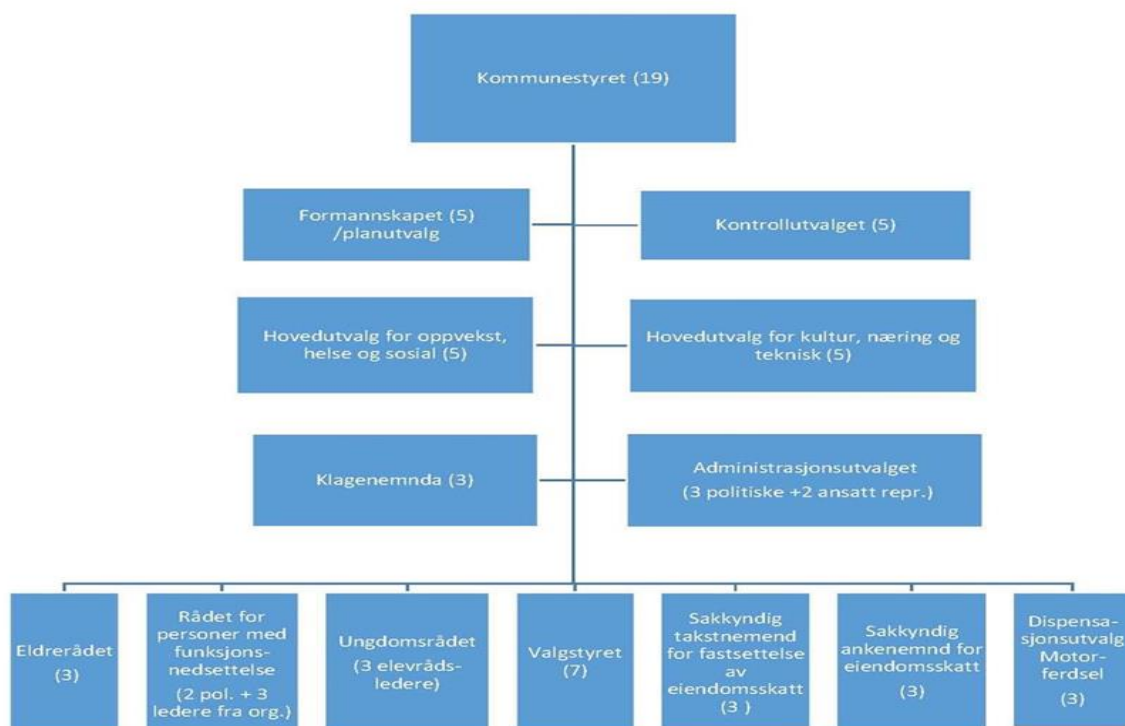 Kommunestyret (19)
Formannskapet (5)
/planutvalg
Kontrollutvalget (5)
Hovedutvalg for oppvekst,
helse og sosial (5)
Hovedutvalg for kultur, næring og
teknisk (5)
Klagenemnda (3)
Administrasjonsutvalget
(3 politiske +2 ansatt repr.)
Eldrerådet
(3)
Rådet for
personer med
funksjons-
nedsettelse
(2 pol. + 3
ledere fra org.)
Ungdomsrådet
(3 elevråds-
ledere)
Valgstyret
(7)
Sakkyndig
takstnemend
for fastsettelse
av
eiendomsskatt
(3 )
Sakkyndig
ankenemnd for
eiendomsskatt
(3)
Dispensa-
sjonsutvalg
Motor-
ferdsel
(3)